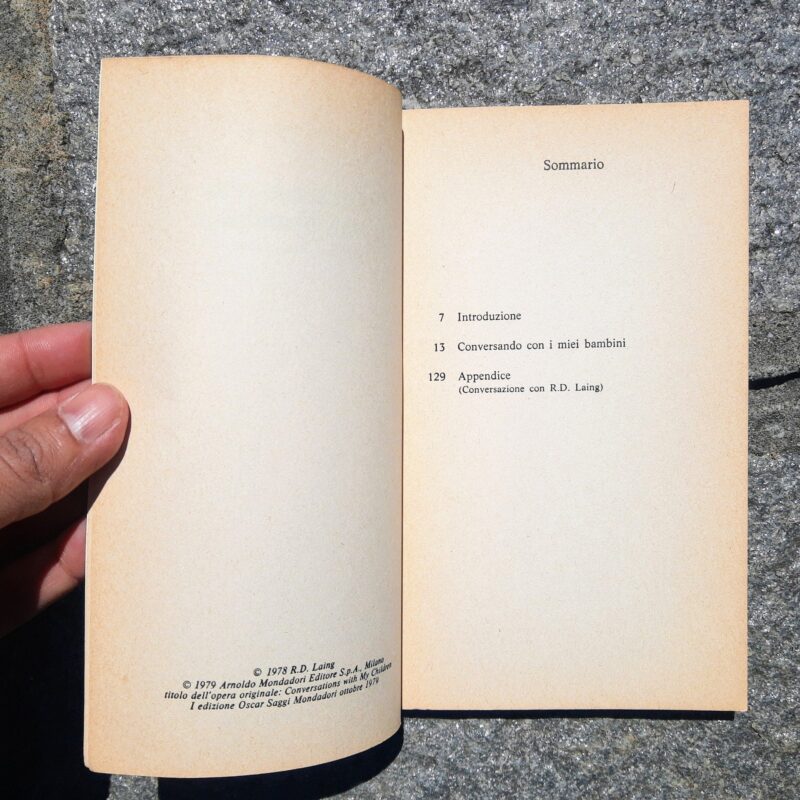 © 1978 R.D. Laing
© 1979 Arnoldo Mondadori Editore S.p.A., Milano
titolo dell'opera originale: Conversations with My Children
I edizione Oscar Saggi Mondadori ottobre 1979
Sommario
7 Introduzione
13 Conversando con i miei bambini
129 Appendice
(Conversazione con R.D. Laing)